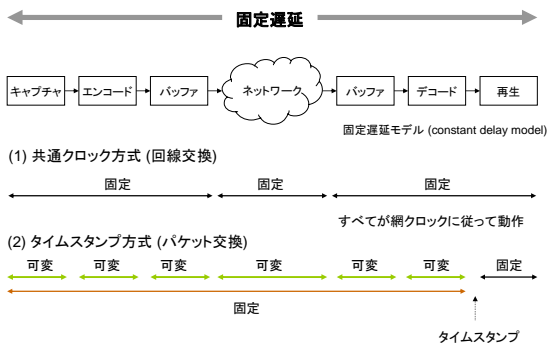 固定遅延
キャプチャ エンコード バッファ ネットワーク バッファ デコード 再生
固定遅延モデル (constant delay model)
(1) 共通クロック方式 (回線交換)
固定 固定 固定
すべてが網クロックに従って動作
(2) タイムスタンプ方式 (パケット交換)
可変 可変 可変 可変 可変 可変 固定
固定
タイムスタンプ